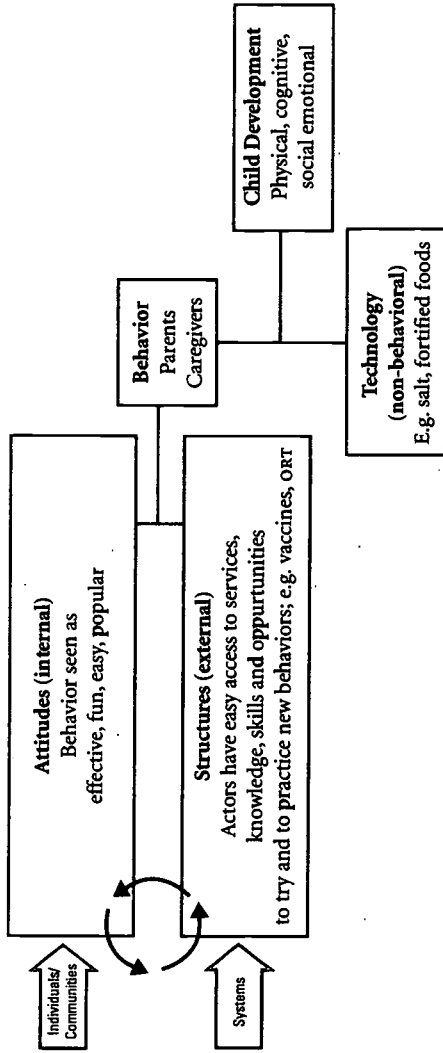 Individuals/
Communities
Attitudes (internal)
Behavior seen as
effective, fun, easy, popular
Systems
Structures (external)
Actors have easy access to services,
knowledge, skills and oppurtunities
to try and to practice new behaviors; e.g. vaccines, ORT
Behavior
Parents
Caregivers
Technology
(non-behavioral)
E.g. salt, fortified foods
Child Development
Physical, cognitive,
social emotional